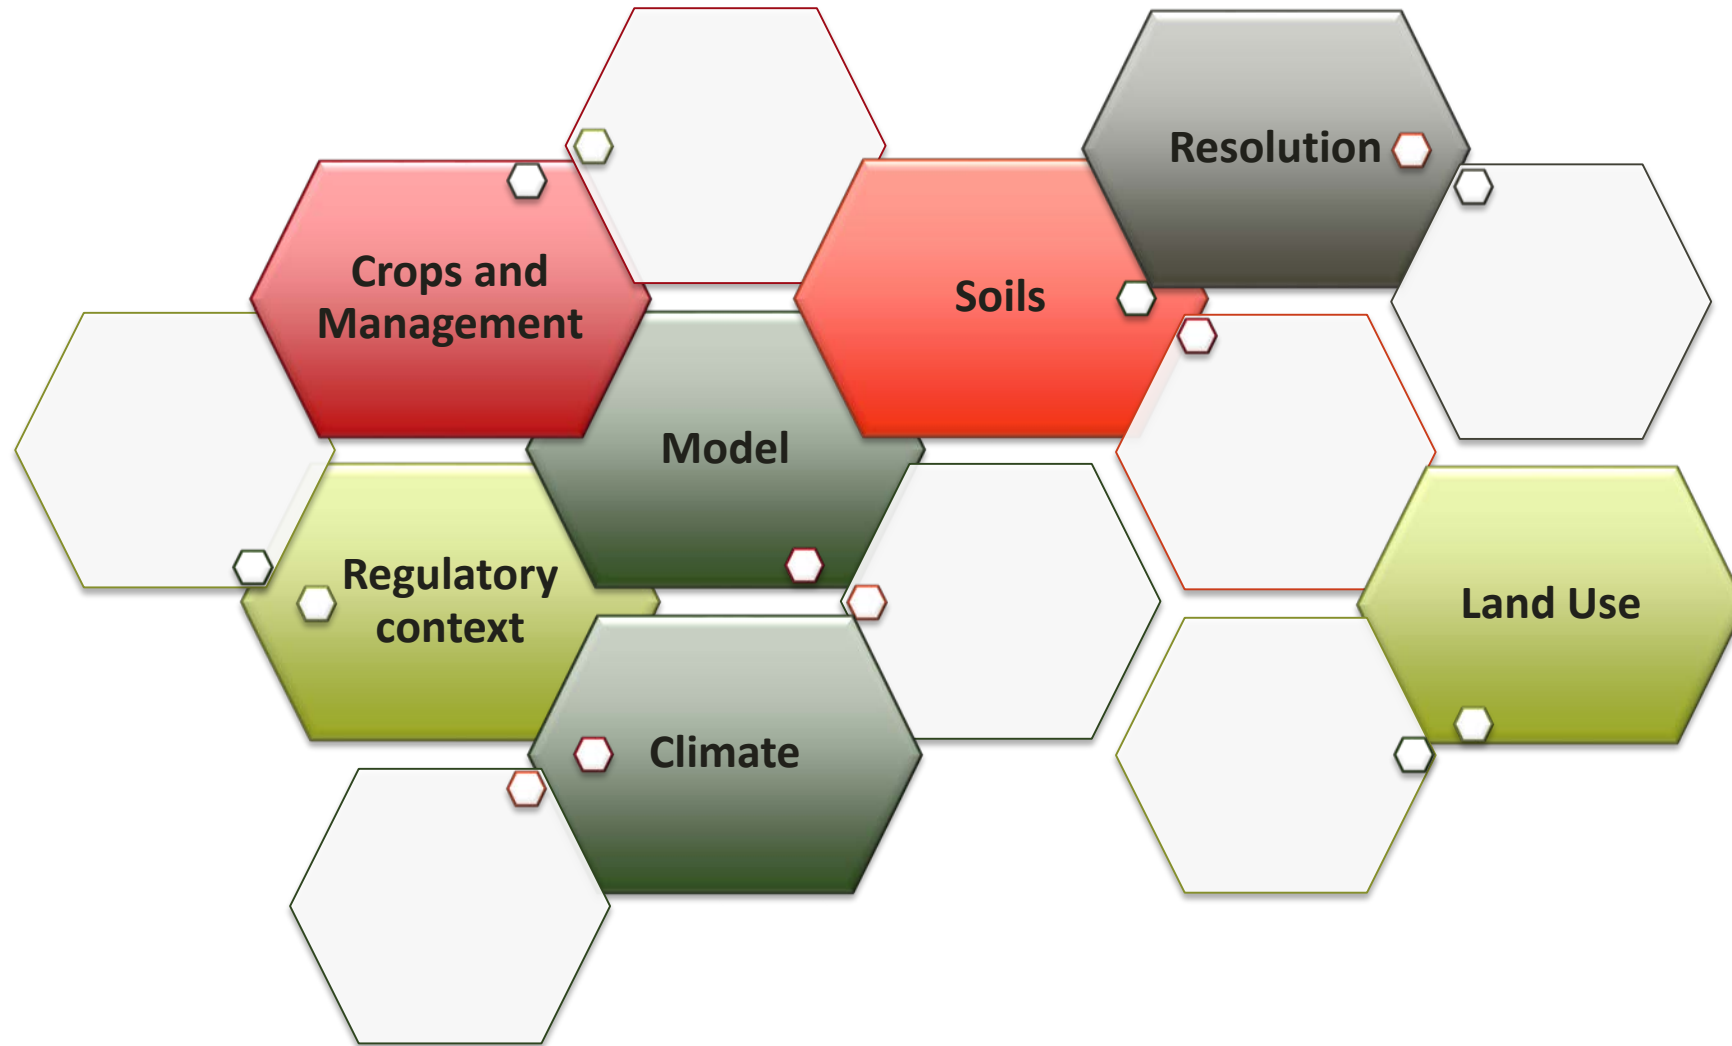 Resolution
Crops and
Management
Soils
Model
Regulatory
context
Land Use
Climate